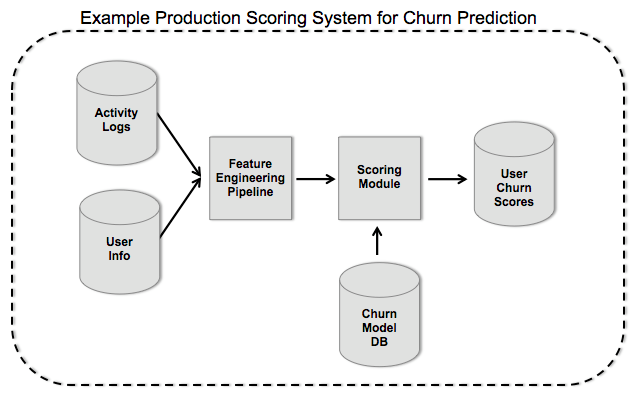 Example Production Scoring System for Churn Prediction
Activity
Logs
Feature
Engineering
Pipeline
Scoring
Module
User
Churn
Scores
User
Info
Churn
Model
DB